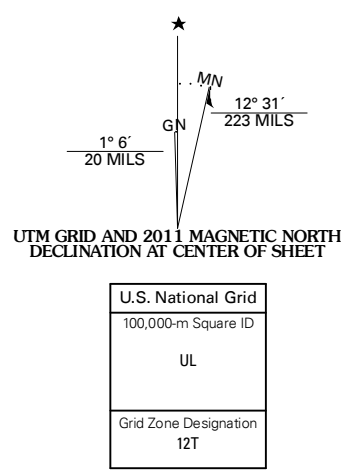 MN
GN
12° 31´
223 MILS
1° 6´
20 MILS
UTM GRID AND 2011 MAGNETIC NORTH
DECLINATION AT CENTER OF SHEET
U.S. National Grid
100,000-m Square ID
UL
Grid Zone Designation
12T